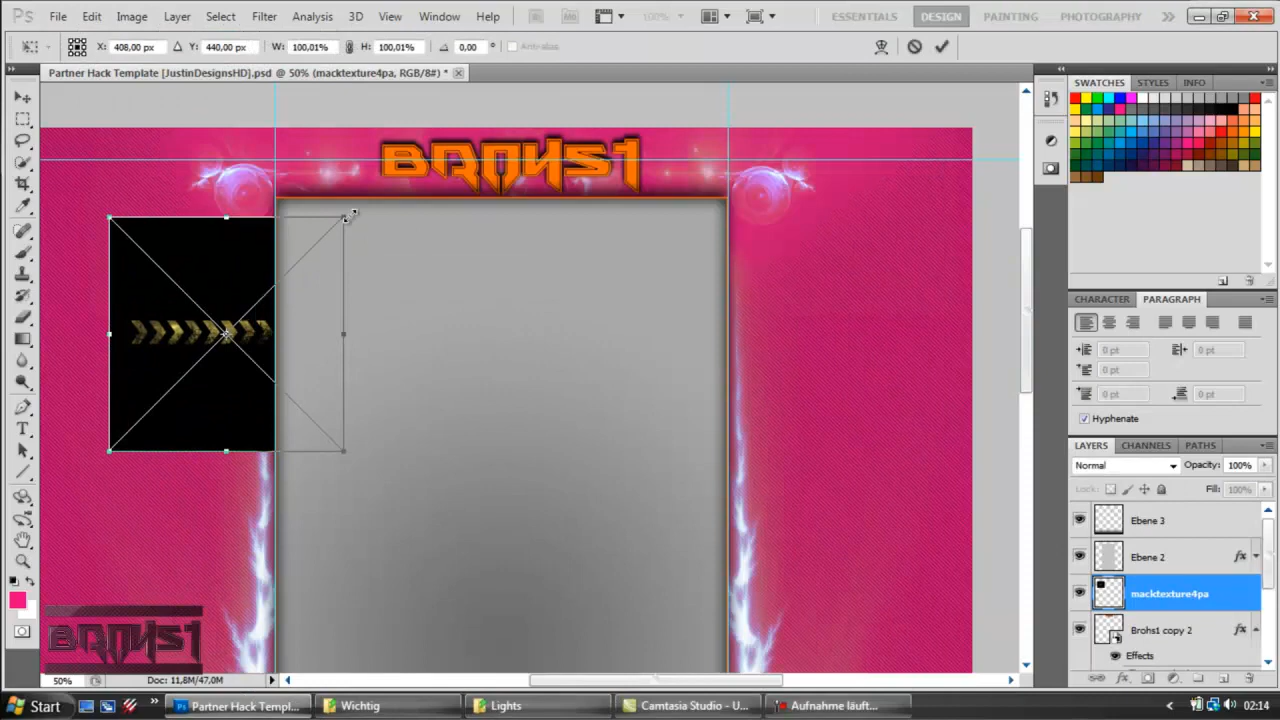 Ps File Edit Image Layer Select Filter Analysis 3D View Window Help 100% ESSENTIALS DESIGN PAINTING PHOTOGRAPHY
X: 408,00 px Y: 440,00 px W: 100,01% H: 100,01% 0,00 ° Anti-alias
Partner Hack Template [JustinDesignsHD].psd @ 50% (macktexture4pa, RGB/8#) *
SWATCHES STYLES INFO
BROHS1
CHARACTER PARAGRAPH
0 pt 0 pt
0 pt
0 pt 0 pt
Hyphenate
LAYERS CHANNELS PATHS
Normal Opacity: 100%
Lock: Fill: 100%
Ebene 3
Ebene 2 fx
macktexture4pa
Brohs1 copy 2 fx
Effects
BROHS1
50% Doc: 11,8M/47,0M
Start Partner Hack Templ... Wichtig Lights Camtasia Studio - U... Aufnahme läuft... 02:14